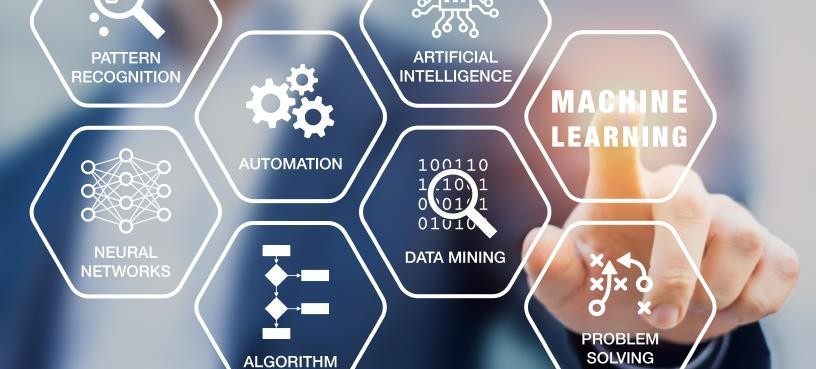 PATTERN
RECOGNITION
ARTIFICIAL
INTELLIGENCE
MACHINE
LEARNING
AUTOMATION
100110
NEURAL
NETWORKS
DATA MINING
ALGORITHM
PROBLEM
SOLVING